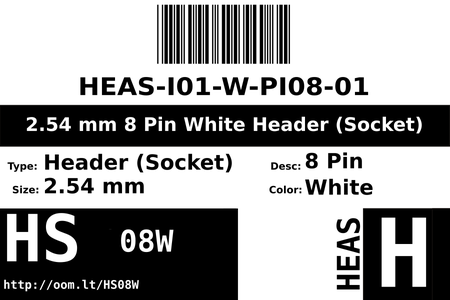 HEAS-I01-W-PI08-01
2.54 mm 8 Pin White Header (Socket)
Type: Header (Socket)
Desc: 8 Pin
Size: 2.54 mm
Color: White
HS
08W
http://oom.lt/HS08W
HEAS
H